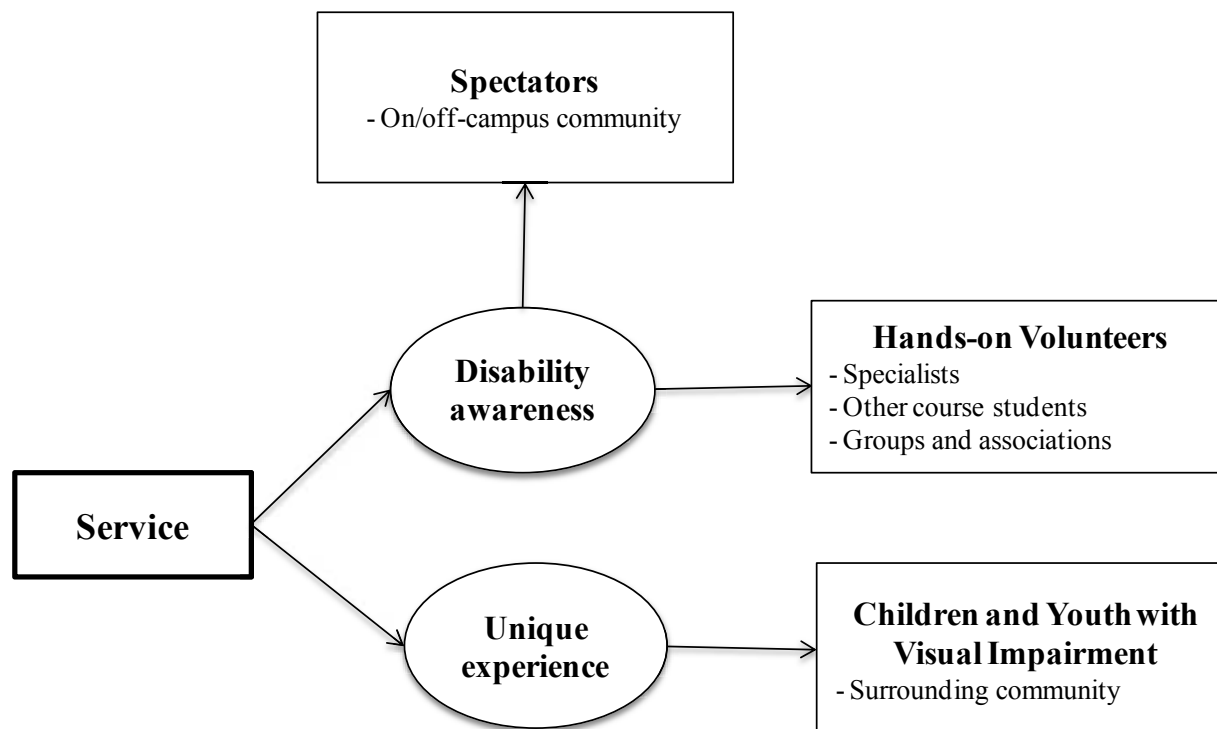 Spectators
- On/off-campus community
Disability
awareness
Hands-on Volunteers
- Specialists
- Other course students
- Groups and associations
Service
Unique
experience
Children and Youth with
Visual Impairment
- Surrounding community